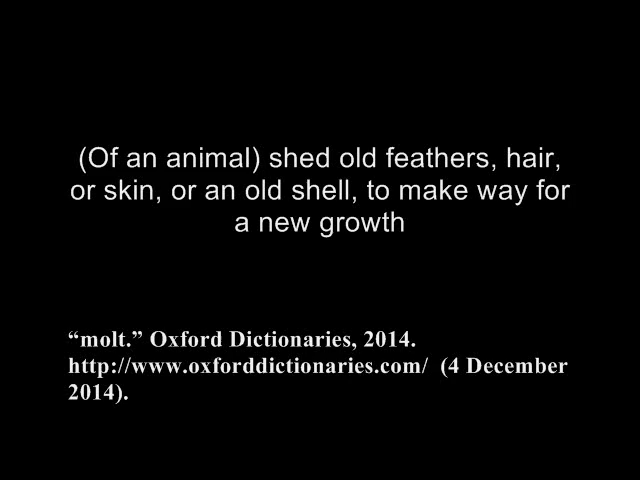 (Of an animal) shed old feathers, hair,
or skin, or an old shell, to make way for
a new growth
“molt.” Oxford Dictionaries, 2014.
http://www.oxforddictionaries.com/  (4 December
2014).